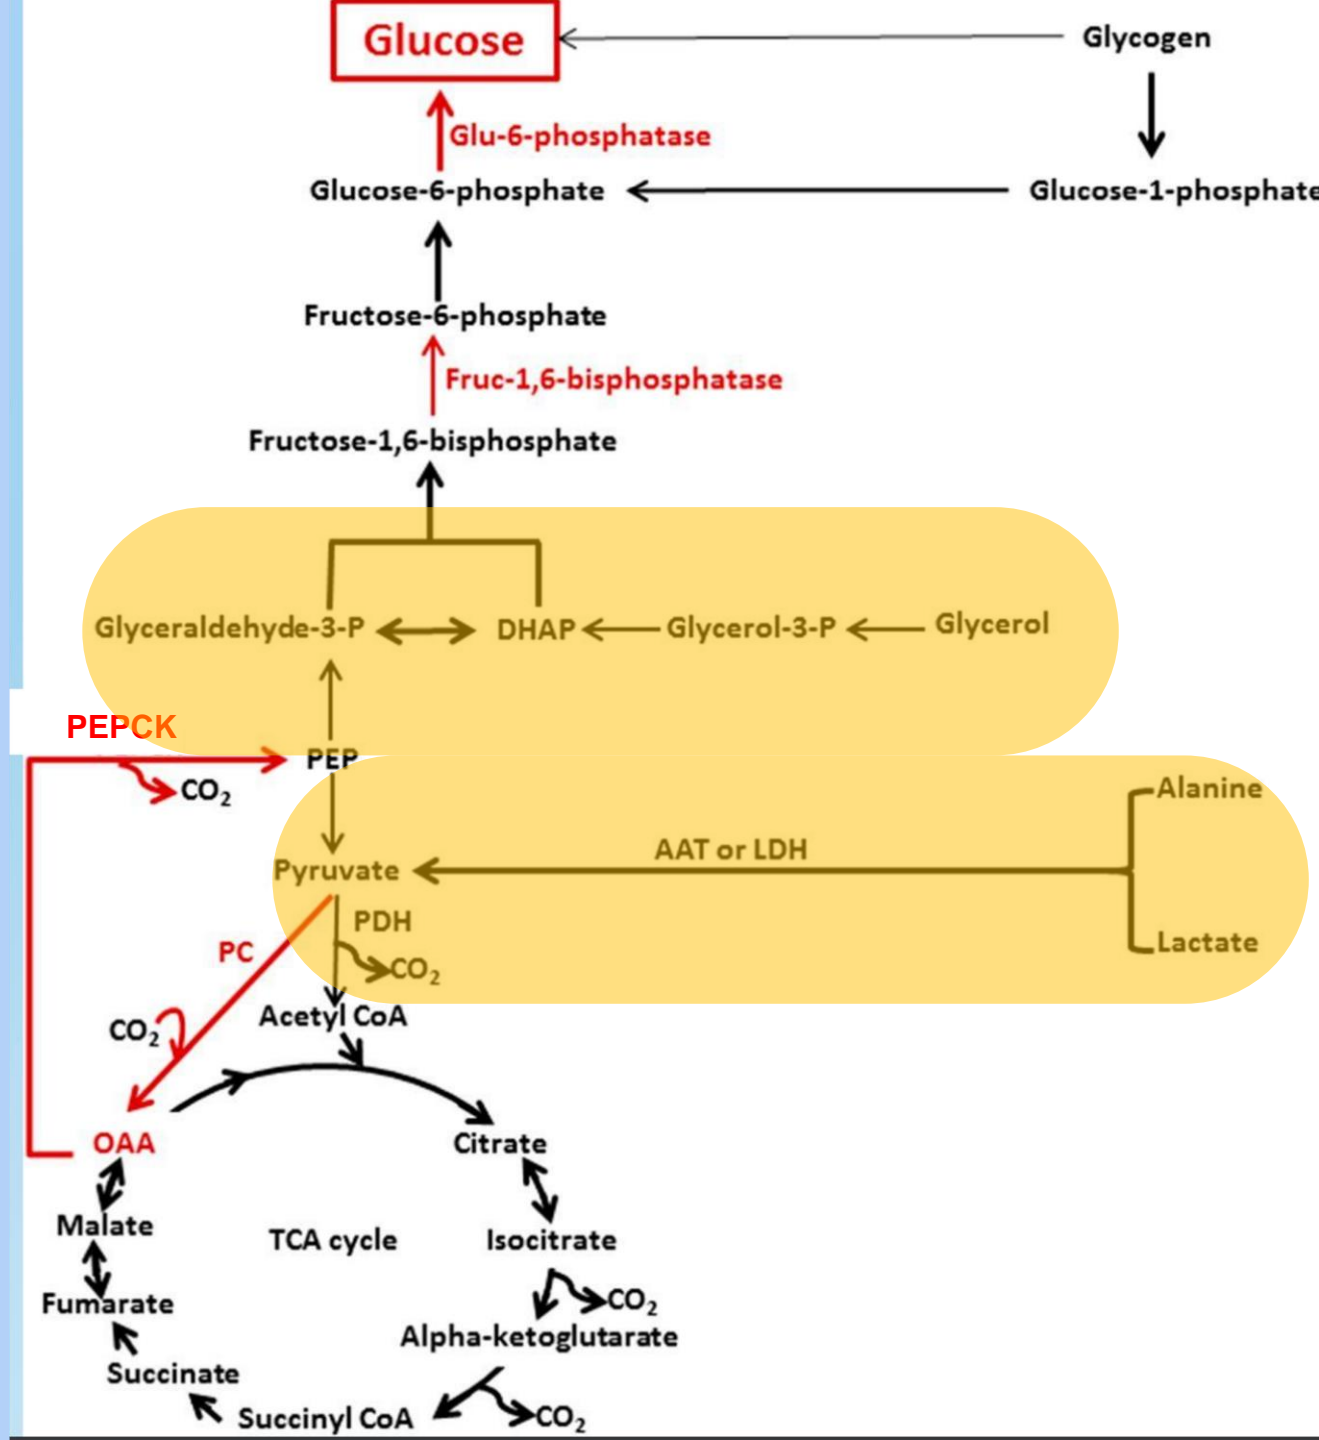 Glucose
Glycogen
Glu-6-phosphatase
Glucose-6-phosphate
Glucose-1-phosphate
Fructose-6-phosphate
Fruc-1,6-bisphosphatase
Fructose-1,6-bisphosphate
Glyceraldehyde-3-P
DHAP
Glycerol-3-P
Glycerol
PEPCK
PEP
CO2
Alanine
AAT or LDH
Pyruvate
PDH
PC
Lactate
CO2
Acetyl CoA
CO2
OAA
Citrate
Malate
TCA cycle
Isocitrate
Fumarate
CO2
Alpha-ketoglutarate
Succinate
Succinyl CoA
CO2